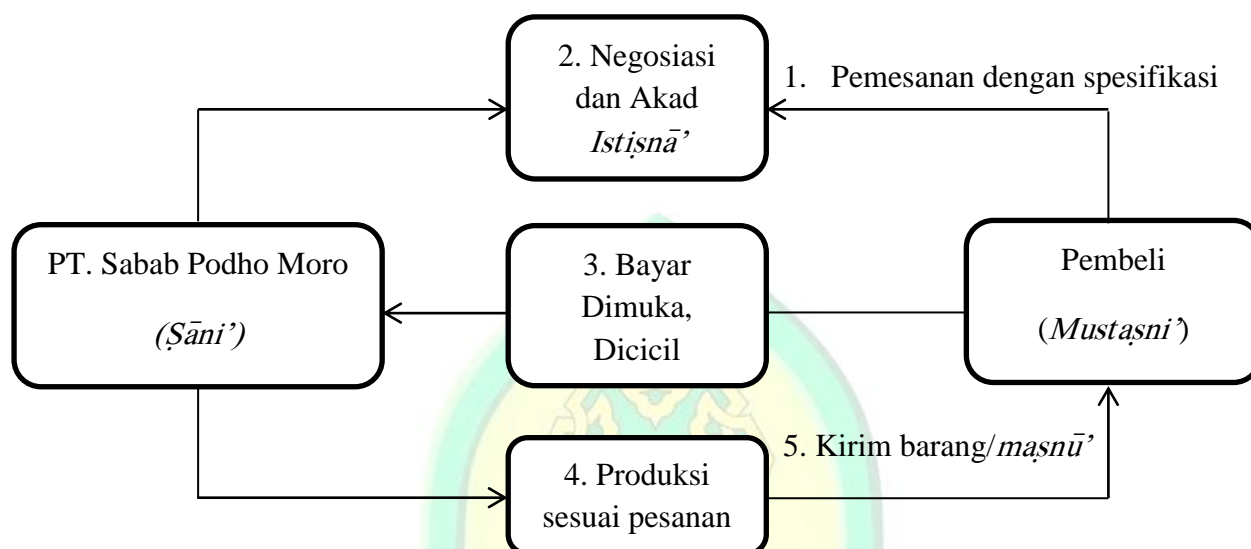 2. Negosiasi
dan Akad
Istiṣnā’
1. Pemesanan dengan spesifikasi
PT. Sabab Podho Moro
(Ṣāni’)
3. Bayar
Dimuka,
Dicicil
Pembeli
(Mustaṣni’)
4. Produksi
sesuai pesanan
5. Kirim barang/maṣnū’